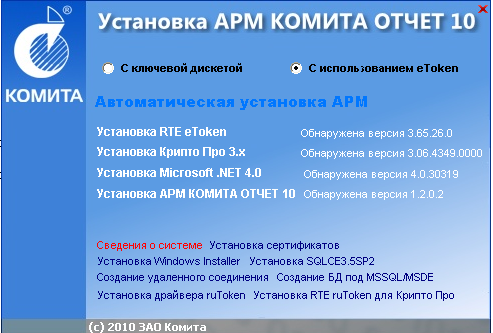 Установка АРМ КОМИТА ОТЧЕТ 10
КОМИТА
С ключевой дискетой С использованием eToken
Автоматическая установка АРМ
Установка RTE eToken Обнаружена версия 3.65.26.0
Установка Крипто Про 3.x Обнаружена версия 3.06.4349.0000
Установка Microsoft .NET 4.0 Обнаружена версия 4.0.30319
Установка АРМ КОМИТА ОТЧЕТ 10 Обнаружена версия 1.2.0.2
Сведения о системе Установка сертификатов
Установка Windows Installer Установка SQLCE3.5SP2
Создание удаленного соединения Создание БД под MSSQL/MSDE
Установка драйвера ruToken Установка RTE ruToken для Крипто Про
(с) 2010 ЗАО Комита